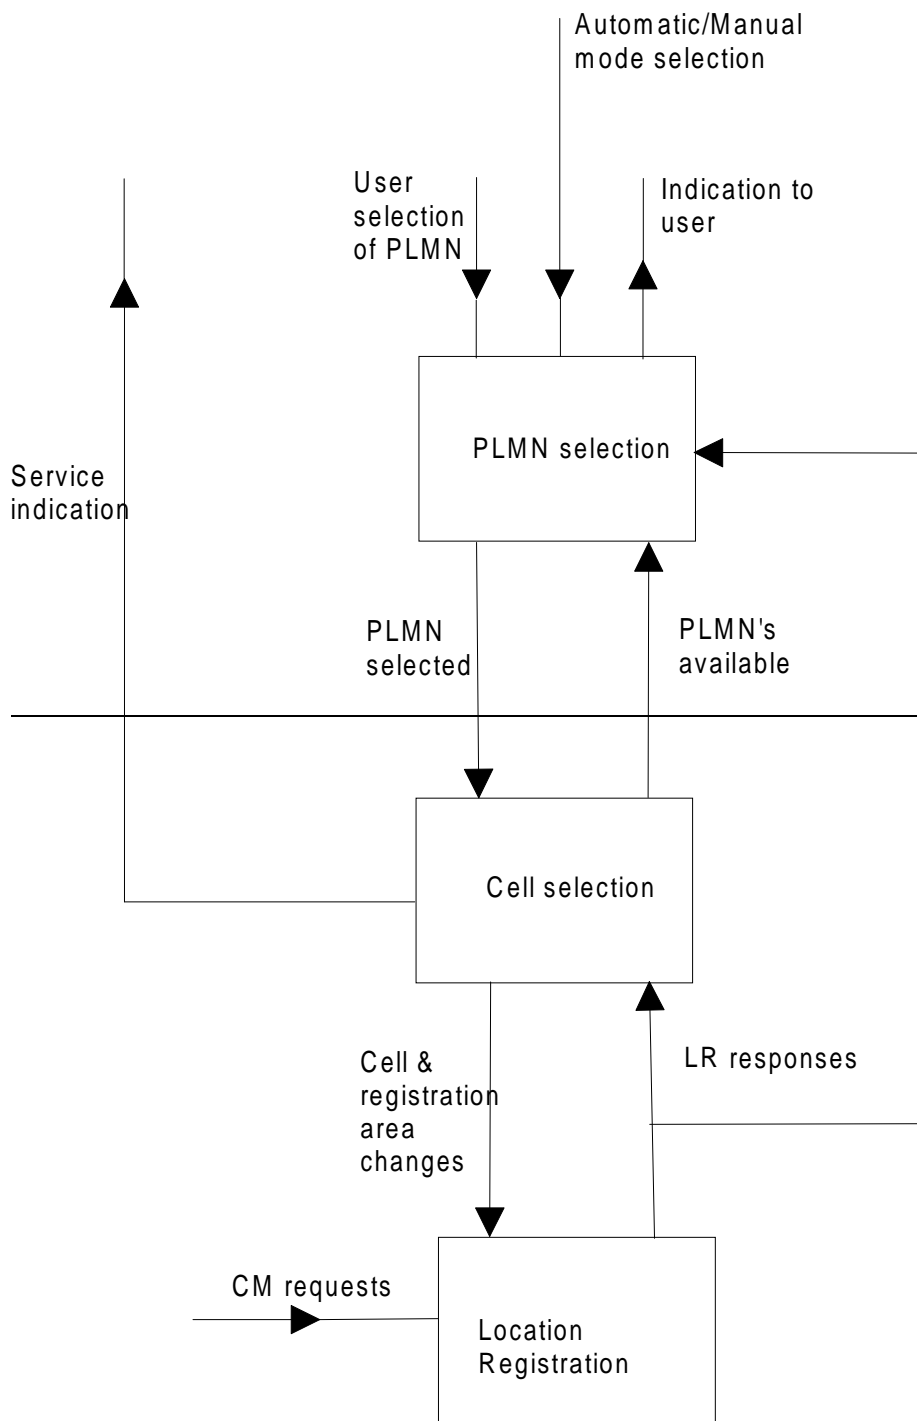 Automatic/Manual
mode selection
User
selection
of PLMN
Indication to
user
PLMN selection
Service
indication
PLMN
selected
PLMN's
available
Cell selection
Cell &
registration
area
changes
LR responses
CM requests
Location
Registration